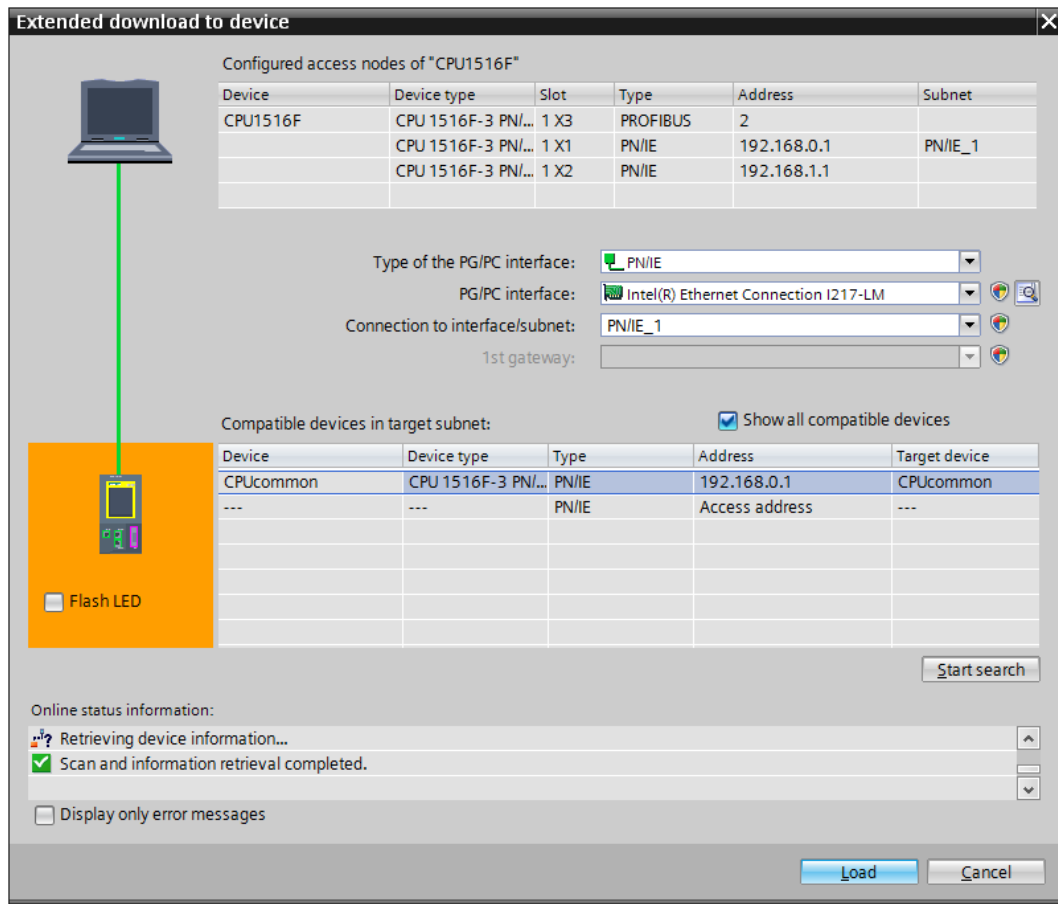 Extended download to device
Configured access nodes of "CPU1516F"
Device Device type Slot Type Address Subnet
CPU1516F CPU 1516F-3 PN/... 1 X3 PROFIBUS 2
CPU 1516F-3 PN/... 1 X1 PN/IE 192.168.0.1 PN/IE_1
CPU 1516F-3 PN/... 1 X2 PN/IE 192.168.1.1
Type of the PG/PC interface: PN/IE
PG/PC interface: Intel(R) Ethernet Connection I217-LM
Connection to interface/subnet: PN/IE_1
1st gateway:
Compatible devices in target subnet: Show all compatible devices
Device Device type Type Address Target device
CPUcommon CPU 1516F-3 PN/... PN/IE 192.168.0.1 CPUcommon
--- --- PN/IE Access address ---
Flash LED
Start search
Online status information:
Retrieving device information...
Scan and information retrieval completed.
Display only error messages
Load Cancel